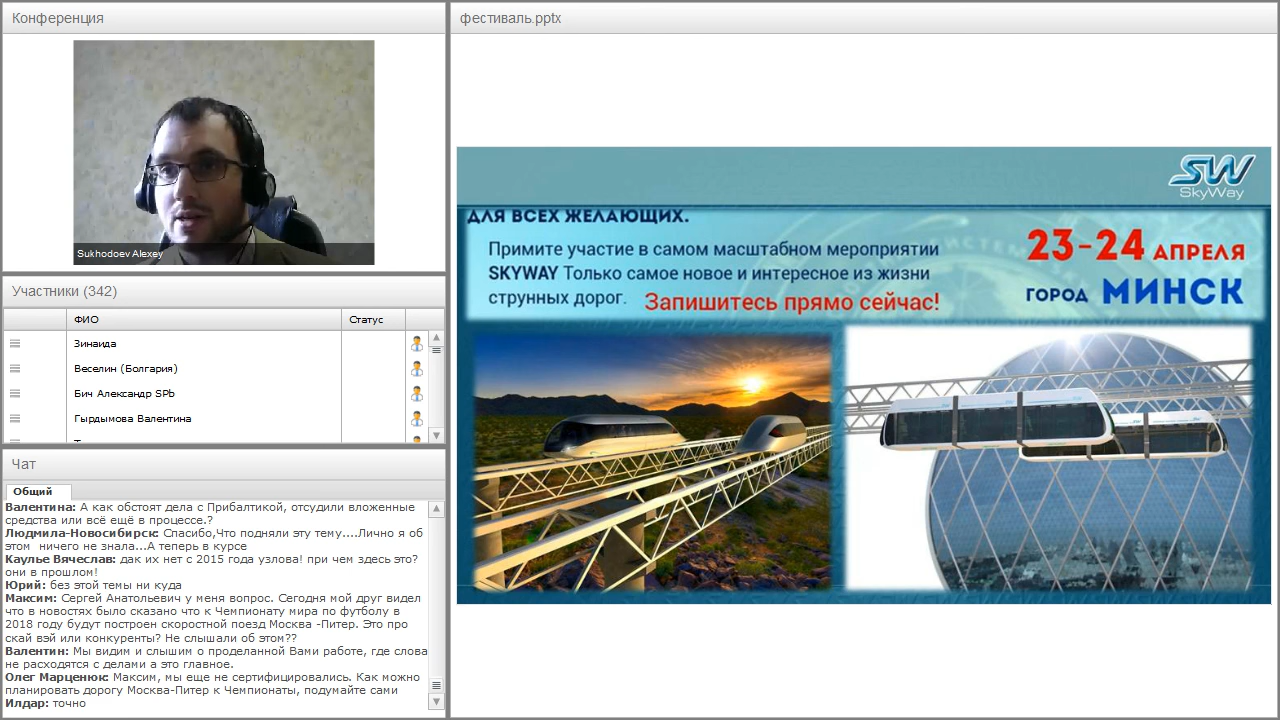 Конференция
Sukhodoev Alexey
Участники (342)
ФИО
Статус
Зинаида
Веселин (Болгария)
Бич Александр SPb
Гырдымова Валентина
Чат
Общий
Валентина: А как обстоят дела с Прибалтикой, отсудили вложенные
средства или всё ещё в процессе.?
Людмила-Новосибирск: Спасибо,Что подняли эту тему....Лично я об
этом ничего не знала...А теперь в курсе
Каулье Вячеслав: дак их нет с 2015 года узлова! при чем здесь это?
они в прошлом!
Юрий: без этой темы ни куда
Максим: Сергей Анатольевич у меня вопрос. Сегодня мой друг видел
что в новостях было сказано что к Чемпионату мира по футболу в
2018 году будут построен скоростной поезд Москва -Питер. Это про
скай вэй или конкуренты? Не слышали об этом??
Валентин: Мы видим и слышим о проделанной Вами работе, где слова
не расходятся с делами а это главное.
Олег Марценюк: Максим, мы еще не сертифицировались. Как можно
планировать дорогу Москва-Питер к Чемпионаты, подумайте сами
Илдар: точно
фестиваль.pptx
SW
SkyWay
ДЛЯ ВСЕХ ЖЕЛАЮЩИХ.
Примите участие в самом масштабном мероприятии
SKYWAY Только самое новое и интересное из жизни
струнных дорог. Запишитесь прямо сейчас!
23-24 АПРЕЛЯ
ГОРОД МИНСК